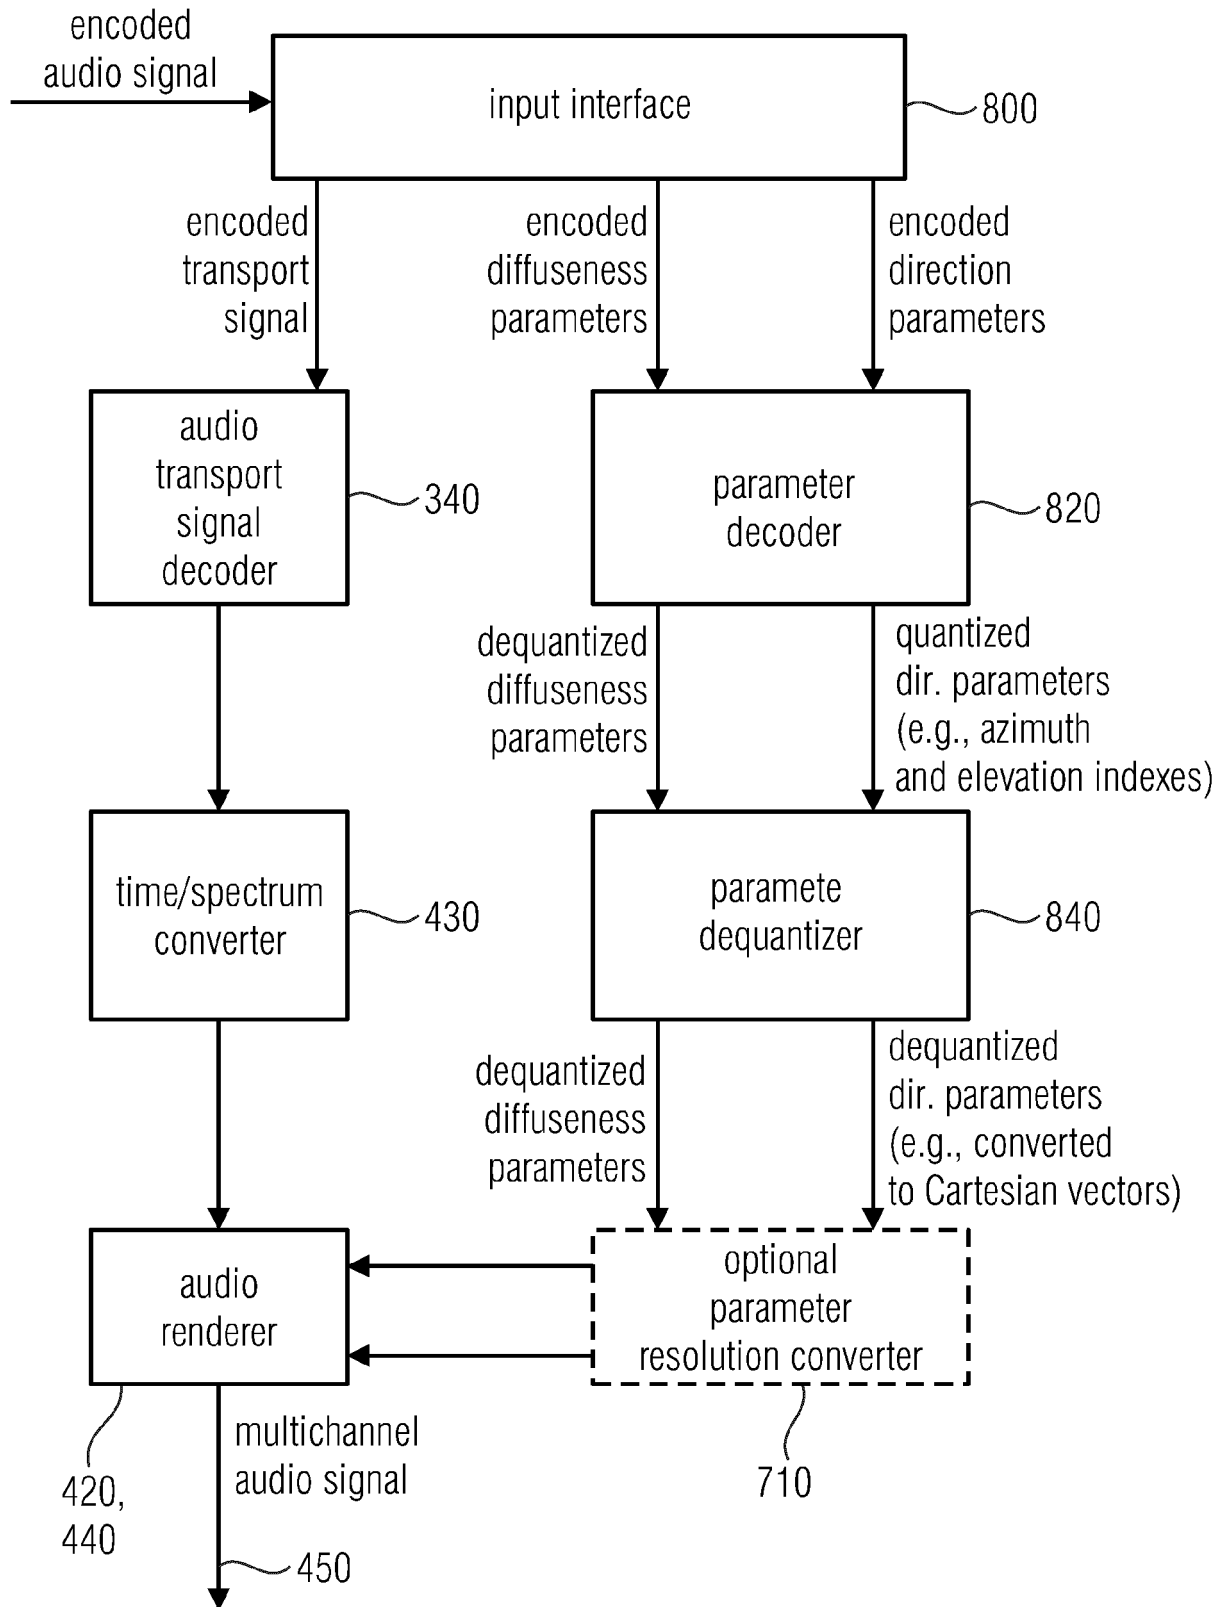 encoded
audio signal
input interface
800
encoded
transport
signal
encoded
diffuseness
parameters
encoded
direction
parameters
audio
transport
signal
decoder
340
parameter
decoder
820
dequantized
diffuseness
parameters
quantized
dir. parameters
(e.g., azimuth
and elevation indexes)
time/spectrum
converter
430
paramete
dequantizer
840
dequantized
diffuseness
parameters
dequantized
dir. parameters
(e.g., converted
to Cartesian vectors)
audio
renderer
optional
parameter
resolution converter
420,
440
multichannel
audio signal
710
450